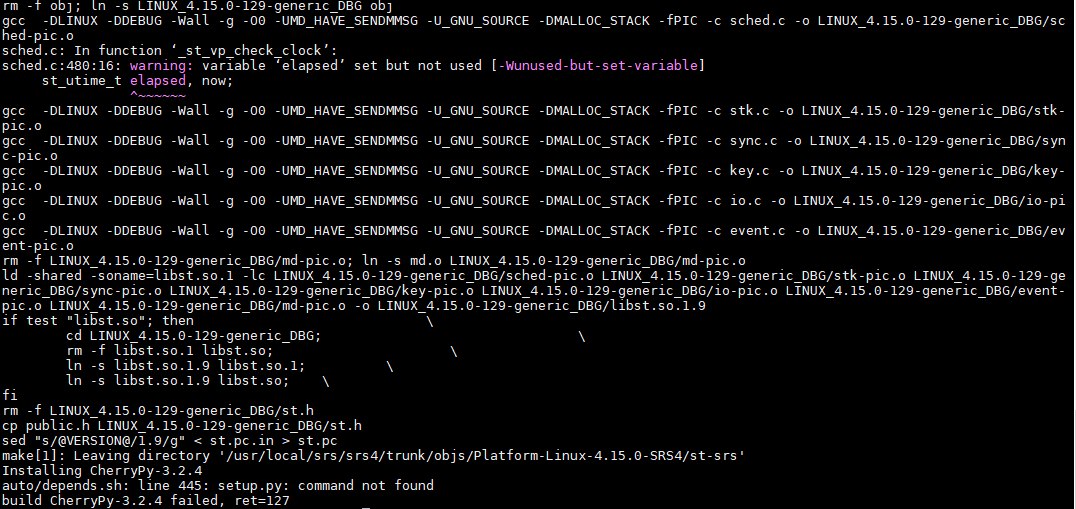 rm -f obj; ln -s LINUX_4.15.0-129-generic_DBG obj
gcc  -DLINUX -DDEBUG -Wall -g -O0 -UMD_HAVE_SENDMMSG -U_GNU_SOURCE -DMALLOC_STACK -fPIC -c sched.c -o LINUX_4.15.0-129-generic_DBG/sc
hed-pic.o
sched.c: In function ‘_st_vp_check_clock’:
sched.c:480:16: warning: variable ‘elapsed’ set but not used [-Wunused-but-set-variable]
     st_utime_t elapsed, now;
                ^~~~~~~
gcc  -DLINUX -DDEBUG -Wall -g -O0 -UMD_HAVE_SENDMMSG -U_GNU_SOURCE -DMALLOC_STACK -fPIC -c stk.c -o LINUX_4.15.0-129-generic_DBG/stk-
pic.o
gcc  -DLINUX -DDEBUG -Wall -g -O0 -UMD_HAVE_SENDMMSG -U_GNU_SOURCE -DMALLOC_STACK -fPIC -c sync.c -o LINUX_4.15.0-129-generic_DBG/syn
c-pic.o
gcc  -DLINUX -DDEBUG -Wall -g -O0 -UMD_HAVE_SENDMMSG -U_GNU_SOURCE -DMALLOC_STACK -fPIC -c key.c -o LINUX_4.15.0-129-generic_DBG/key-
pic.o
gcc  -DLINUX -DDEBUG -Wall -g -O0 -UMD_HAVE_SENDMMSG -U_GNU_SOURCE -DMALLOC_STACK -fPIC -c io.c -o LINUX_4.15.0-129-generic_DBG/io-pi
c.o
gcc  -DLINUX -DDEBUG -Wall -g -O0 -UMD_HAVE_SENDMMSG -U_GNU_SOURCE -DMALLOC_STACK -fPIC -c event.c -o LINUX_4.15.0-129-generic_DBG/ev
ent-pic.o
rm -f LINUX_4.15.0-129-generic_DBG/md-pic.o; ln -s md.o LINUX_4.15.0-129-generic_DBG/md-pic.o
ld -shared -soname=libst.so.1 -lc LINUX_4.15.0-129-generic_DBG/sched-pic.o LINUX_4.15.0-129-generic_DBG/stk-pic.o LINUX_4.15.0-129-ge
neric_DBG/sync-pic.o LINUX_4.15.0-129-generic_DBG/key-pic.o LINUX_4.15.0-129-generic_DBG/io-pic.o LINUX_4.15.0-129-generic_DBG/event-
pic.o LINUX_4.15.0-129-generic_DBG/md-pic.o -o LINUX_4.15.0-129-generic_DBG/libst.so.1.9
if test "libst.so"; then                            \
        cd LINUX_4.15.0-129-generic_DBG;                               \
        rm -f libst.so.1 libst.so;                     \
        ln -s libst.so.1.9 libst.so.1;          \
        ln -s libst.so.1.9 libst.so;    \
fi
rm -f LINUX_4.15.0-129-generic_DBG/st.h
cp public.h LINUX_4.15.0-129-generic_DBG/st.h
sed "s/@VERSION@/1.9/g" < st.pc.in > st.pc
make[1]: Leaving directory '/usr/local/srs/srs4/trunk/objs/Platform-Linux-4.15.0-SRS4/st-srs'
Installing CherryPy-3.2.4
auto/depends.sh: line 445: setup.py: command not found
build CherryPy-3.2.4 failed, ret=127